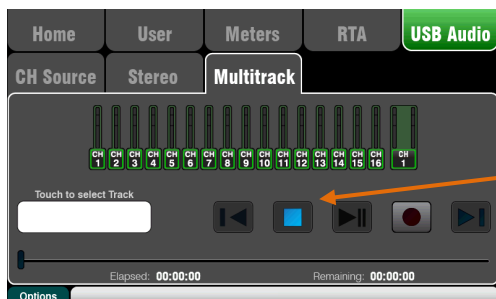 Home User Meters RTA USB Audio
CH Source Stereo Multitrack
CH 1 CH 2 CH 3 CH 4 CH 5 CH 6 CH 7 CH 8 CH 9 CH 10 CH 11 CH 12 CH 13 CH 14 CH 15 CH 16 CH 1
Touch to select Track
Elapsed: 00:00:00 Remaining: 00:00:00
Options